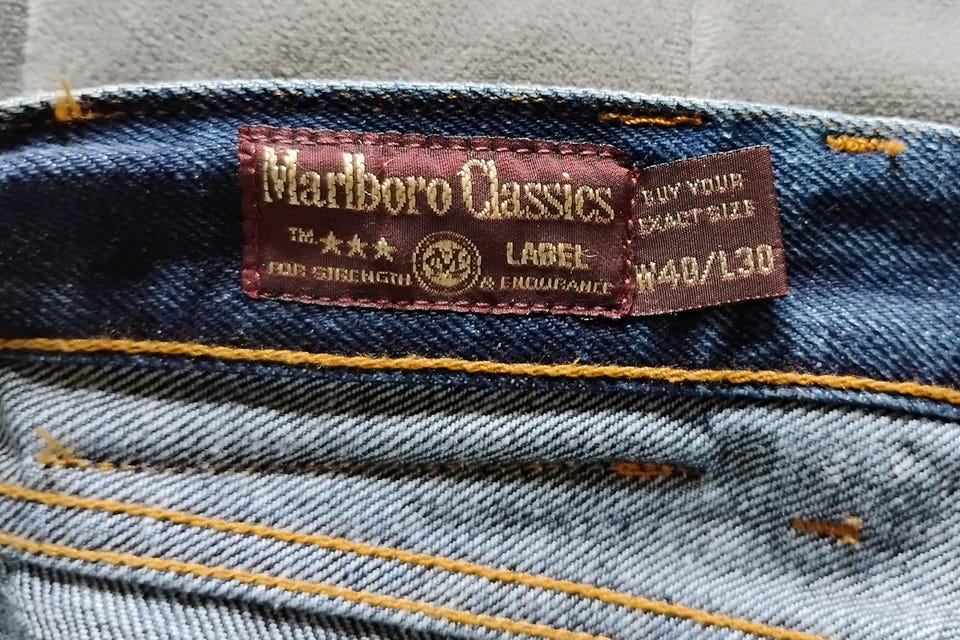 Marlboro Classics
TM ★★★ LABEL
FOR STRENGTH & ENDURANCE
BUY YOUR
EXACT SIZE
W40/L30